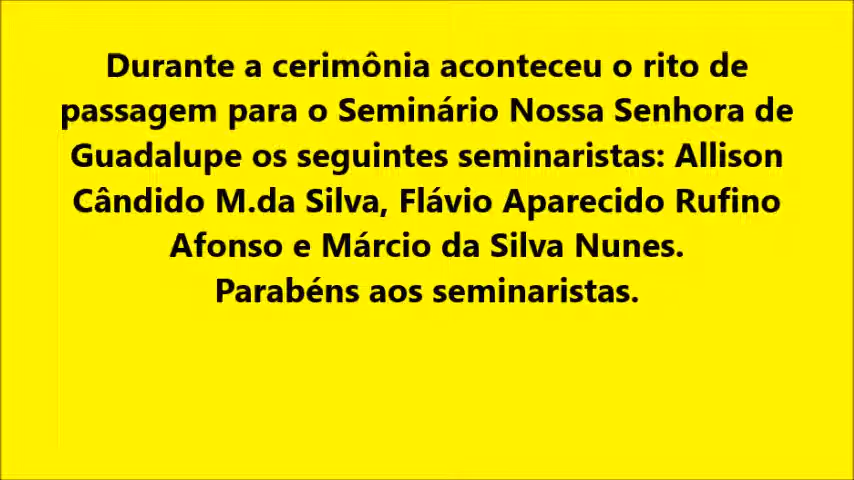 Durante a cerimônia aconteceu o rito de
passagem para o Seminário Nossa Senhora de
Guadalupe os seguintes seminaristas: Allison
Cândido M.da Silva, Flávio Aparecido Rufino
Afonso e Márcio da Silva Nunes.
Parabéns aos seminaristas.